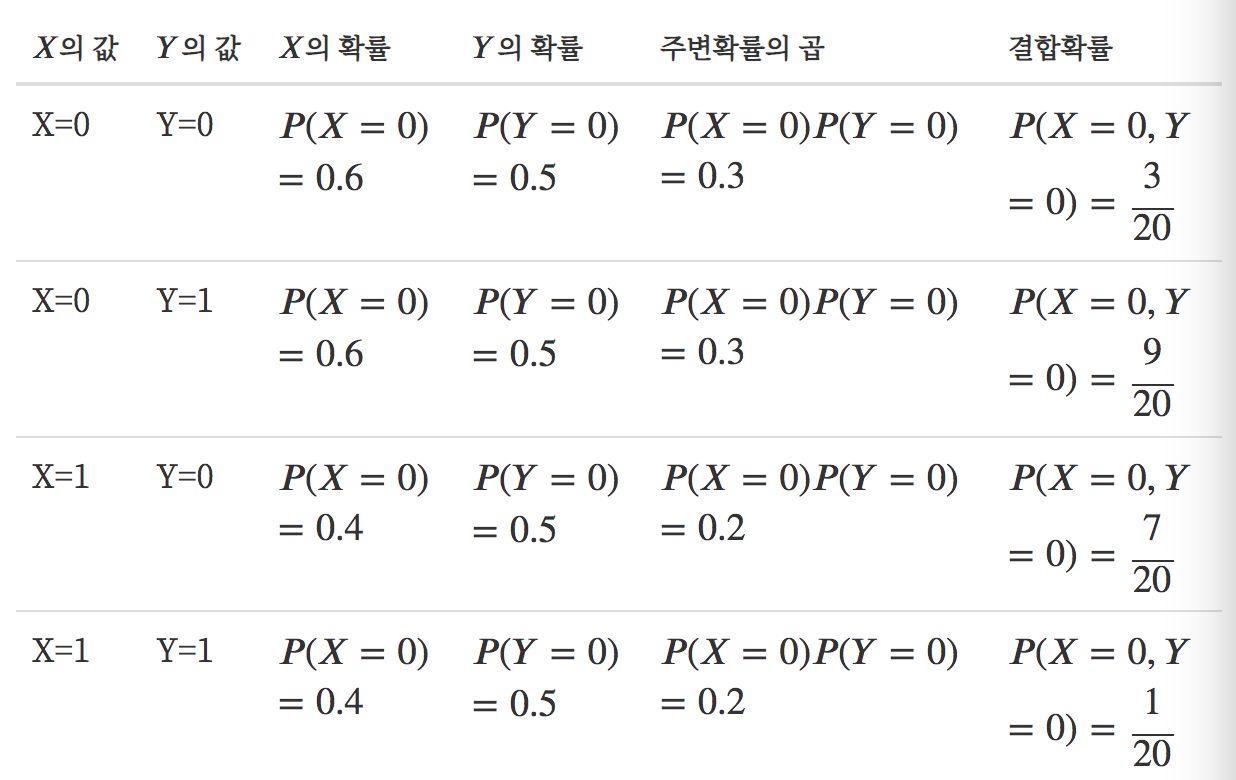 X의 값 Y의 값 X의 확률 Y의 확률 주변확률의 곱 결합확률
X=0 Y=0 P(X = 0) P(Y = 0) P(X = 0)P(Y = 0) P(X = 0, Y
= 0.6 = 0.5 = 0.3 = 0) = 3/20
X=0 Y=1 P(X = 0) P(Y = 0) P(X = 0)P(Y = 0) P(X = 0, Y
= 0.6 = 0.5 = 0.3 = 0) = 9/20
X=1 Y=0 P(X = 0) P(Y = 0) P(X = 0)P(Y = 0) P(X = 0, Y
= 0.4 = 0.5 = 0.2 = 0) = 7/20
X=1 Y=1 P(X = 0) P(Y = 0) P(X = 0)P(Y = 0) P(X = 0, Y
= 0.4 = 0.5 = 0.2 = 0) = 1/20